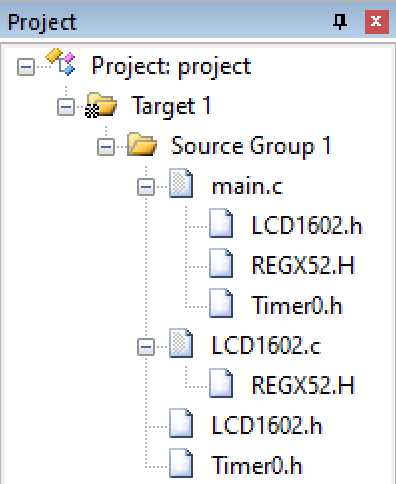 Project
Project: project
Target 1
Source Group 1
main.c
LCD1602.h
REGX52.H
Timer0.h
LCD1602.c
REGX52.H
LCD1602.h
Timer0.h